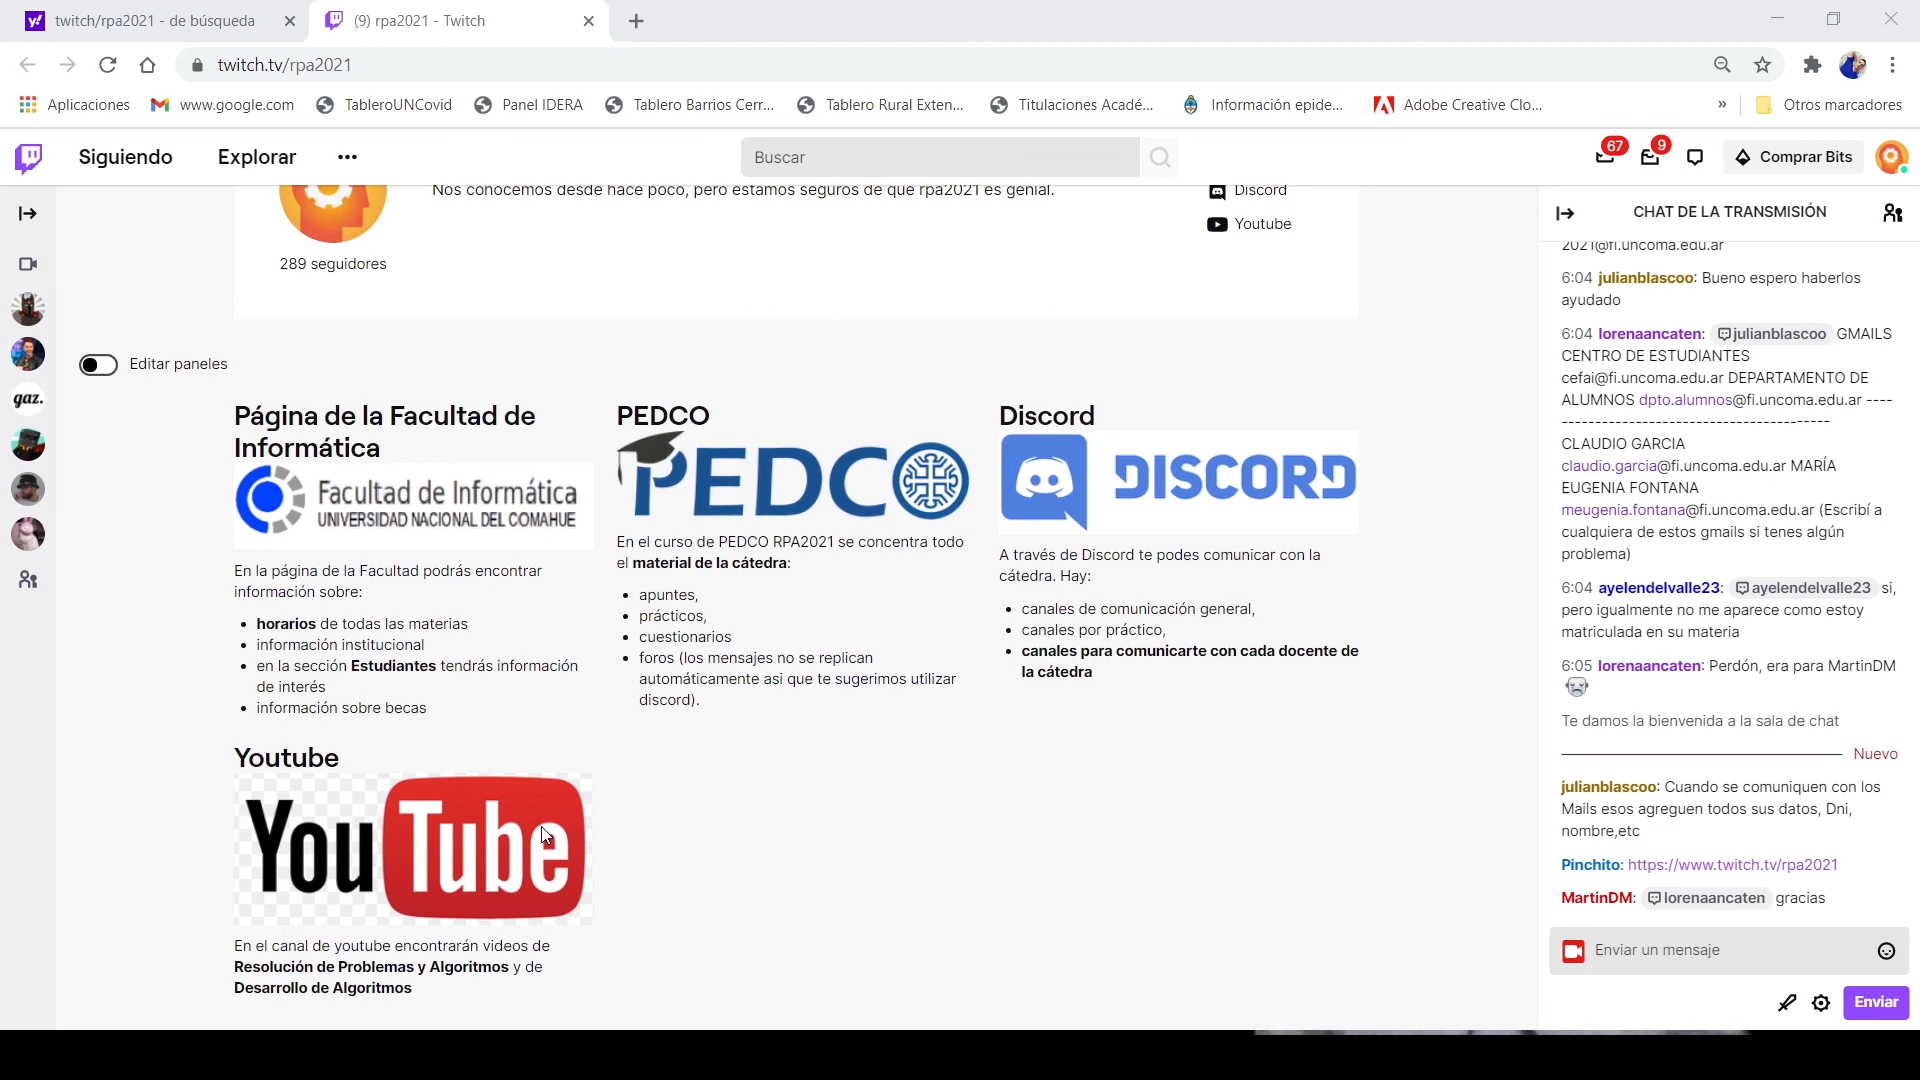 twitch/rpa2021 - de búsqueda
(9) rpa2021 - Twitch
twitch.tv/rpa2021
Aplicaciones
www.google.com
TableroUNCovid
Panel IDERA
Tablero Barrios Cerr...
Tablero Rural Exten...
Titulaciones Acadé...
Información epide...
Adobe Creative Clo...
»
Otros marcadores
Siguiendo
Explorar
Buscar
67
9
Comprar Bits
Nos conocemos desde hace poco, pero estamos seguros de que rpa2021 es genial.
Discord
Youtube
289 seguidores
gaz.
Editar paneles
Página de la Facultad de
Informática
Facultad de Informática
UNIVERSIDAD NACIONAL DEL COMAHUE
En la página de la Facultad podrás encontrar
información sobre:
• horarios de todas las materias
• información institucional
• en la sección Estudiantes tendrás información
de interés
• información sobre becas
PEDCO
PEDCO
En el curso de PEDCO RPA2021 se concentra todo
el material de la cátedra:
• apuntes,
• prácticos,
• cuestionarios
• foros (los mensajes no se replican
automáticamente asi que te sugerimos utilizar
discord).
Discord
DISCORD
A través de Discord te podes comunicar con la
cátedra. Hay:
• canales de comunicación general,
• canales por práctico,
• canales para comunicarte con cada docente de
la cátedra
Youtube
YouTube
En el canal de youtube encontrarán videos de
Resolución de Problemas y Algoritmos y de
Desarrollo de Algoritmos
CHAT DE LA TRANSMISIÓN
2021@fi.uncoma.edu.ar
6:04 julianblascoo: Bueno espero haberlos
ayudado
6:04 lorenaancaten: julianblascoo GMAILS
CENTRO DE ESTUDIANTES
cefai@fi.uncoma.edu.ar DEPARTAMENTO DE
ALUMNOS dpto.alumnos@fi.uncoma.edu.ar ----
-------------------------------------
CLAUDIO GARCIA
claudio.garcia@fi.uncoma.edu.ar MARÍA
EUGENIA FONTANA
meugenia.fontana@fi.uncoma.edu.ar (Escribí a
cualquiera de estos gmails si tenes algún
problema)
6:04 ayelendelvalle23: ayelendelvalle23 si,
pero igualmente no me aparece como estoy
matriculada en su materia
6:05 lorenaancaten: Perdón, era para MartinDM
Te damos la bienvenida a la sala de chat
Nuevo
julianblascoo: Cuando se comuniquen con los
Mails esos agreguen todos sus datos, Dni,
nombre,etc
Pinchito: https://www.twitch.tv/rpa2021
MartinDM: lorenaancaten gracias
Enviar un mensaje
Enviar